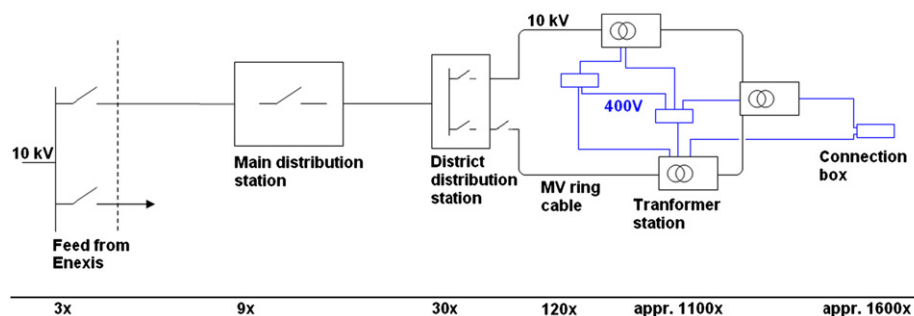 10 kV
400V
10 kV
Main distribution
station
District
distribution
station
MV ring
cable
Tranformer
station
Connection
box
Feed from
Enexis
3x
9x
30x
120x
appr. 1100x
appr. 1600x